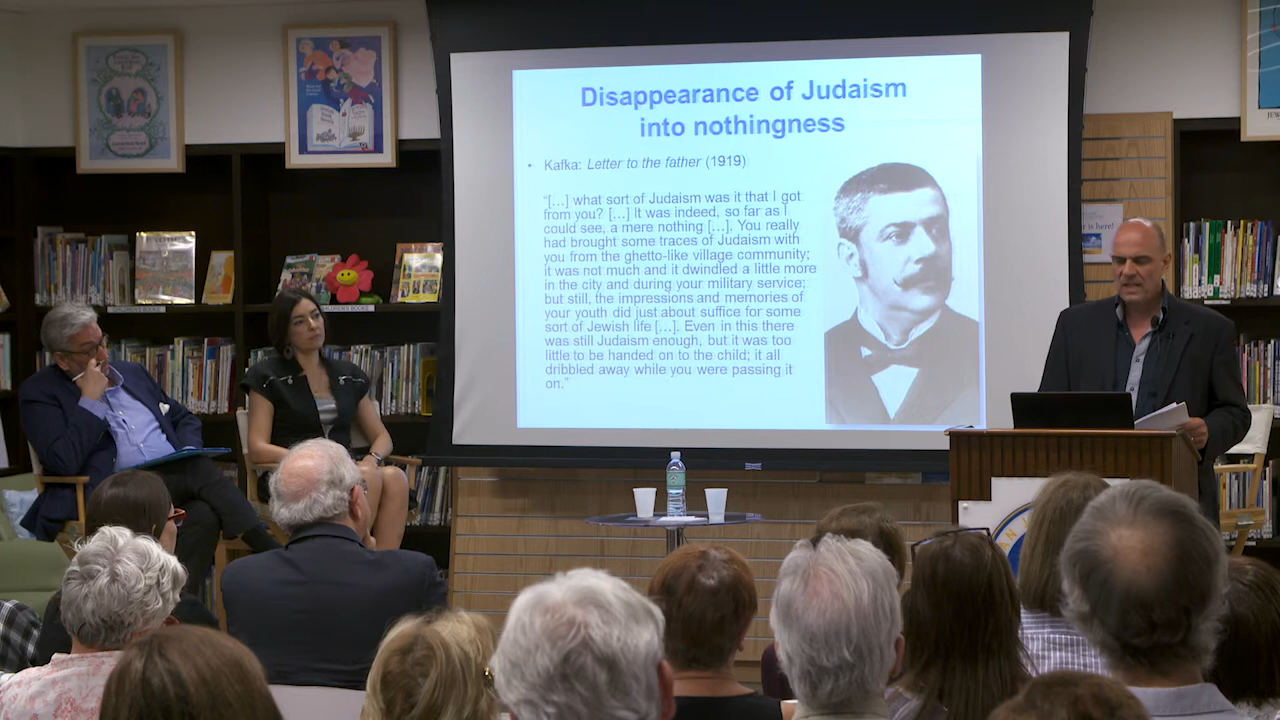 Disappearance of Judaism
into nothingness
• Kafka: Letter to the father (1919)
“[…] what sort of Judaism was it that I got
from you? […] It was indeed, so far as I
could see, a mere nothing […]. You really
had brought some traces of Judaism with
you from the ghetto-like village community;
it was not much and it dwindled a little more
in the city and during your military service;
but still, the impressions and memories of
your youth did just about suffice for some
sort of Jewish life […]. Even in this there
was still Judaism enough, but it was too
little to be handed on to the child; it all
dribbled away while you were passing it
on.”
is here!